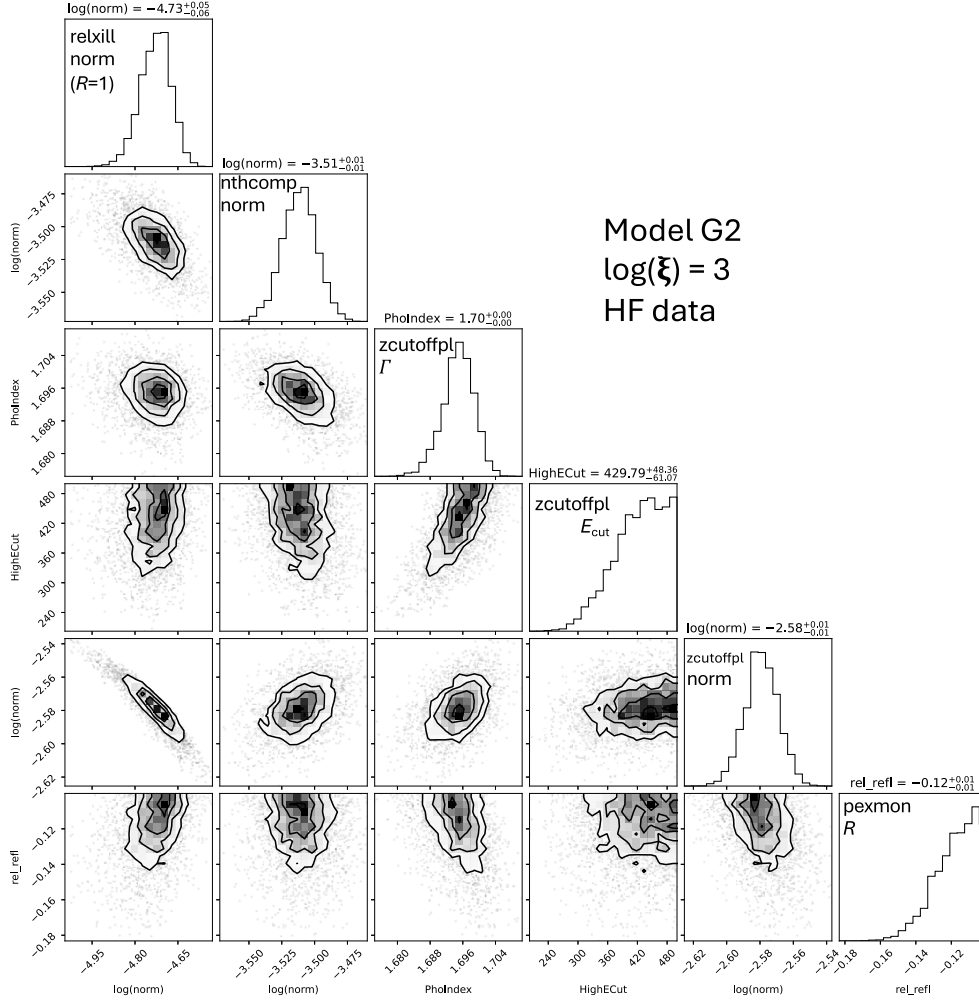 log(norm) = −4.73 +0.05 −0.06
relxill
norm
(R=1)
log(norm) = −3.51 +0.01 −0.01
nthcomp
norm
Model G2
log(ξ) = 3
HF data
−3.475
−3.500
−3.525
−3.550
log(norm)
PhoIndex = 1.70 +0.00 −0.00
zcutoffpl
Γ
1.704
1.696
1.688
1.680
PhoIndex
HighECut = 429.79 +48.36 −61.07
zcutoffpl
Ecut
480
420
360
300
240
HighECut
log(norm) = −2.58 +0.01 −0.01
zcutoffpl
norm
−2.54
−2.56
−2.58
−2.60
−2.62
log(norm)
rel_refl = −0.12 +0.01 −0.01
pexmon
R
−0.12
−0.14
−0.16
−0.18
rel_refl
−4.95 −4.80 −4.65
−3.550 −3.525 −3.500 −3.475
1.680 1.688 1.696 1.704
240 300 360 420 480
−2.62 −2.60 −2.58 −2.56 −2.54
−0.18 −0.16 −0.14 −0.12
log(norm) log(norm) PhoIndex HighECut log(norm) rel_refl